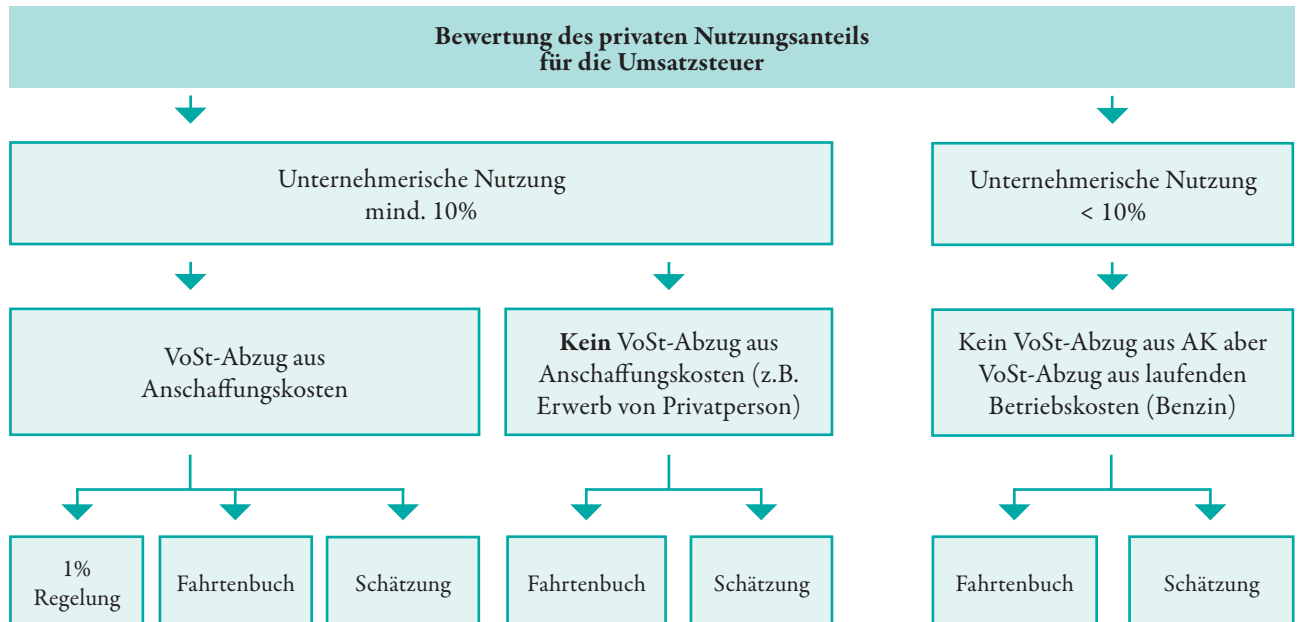 Bewertung des privaten Nutzungsanteils
für die Umsatzsteuer
Unternehmerische Nutzung
mind. 10%
Unternehmerische Nutzung
< 10%
VoSt-Abzug aus
Anschaffungskosten
Kein VoSt-Abzug aus
Anschaffungskosten (z.B.
Erwerb von Privatperson)
Kein VoSt-Abzug aus AK aber
VoSt-Abzug aus laufenden
Betriebskosten (Benzin)
1%
Regelung
Fahrtenbuch
Schätzung
Fahrtenbuch
Schätzung
Fahrtenbuch
Schätzung